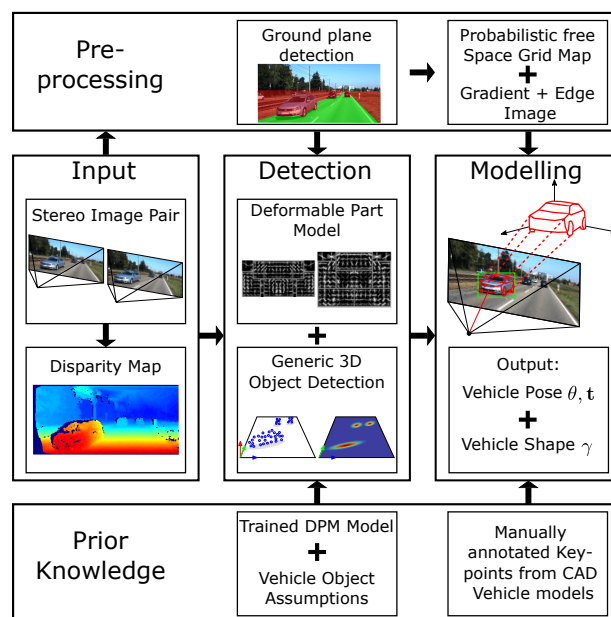 Pre-
processing
Ground plane
detection
Probabilistic free
Space Grid Map
+
Gradient + Edge
Image
Input
Stereo Image Pair
Disparity Map
Detection
Deformable Part
Model
+
Generic 3D
Object Detection
Modelling
Output:
Vehicle Pose θ, t
+
Vehicle Shape γ
Prior
Knowledge
Trained DPM Model
+
Vehicle Object
Assumptions
Manually
annotated Key-
points from CAD
Vehicle models